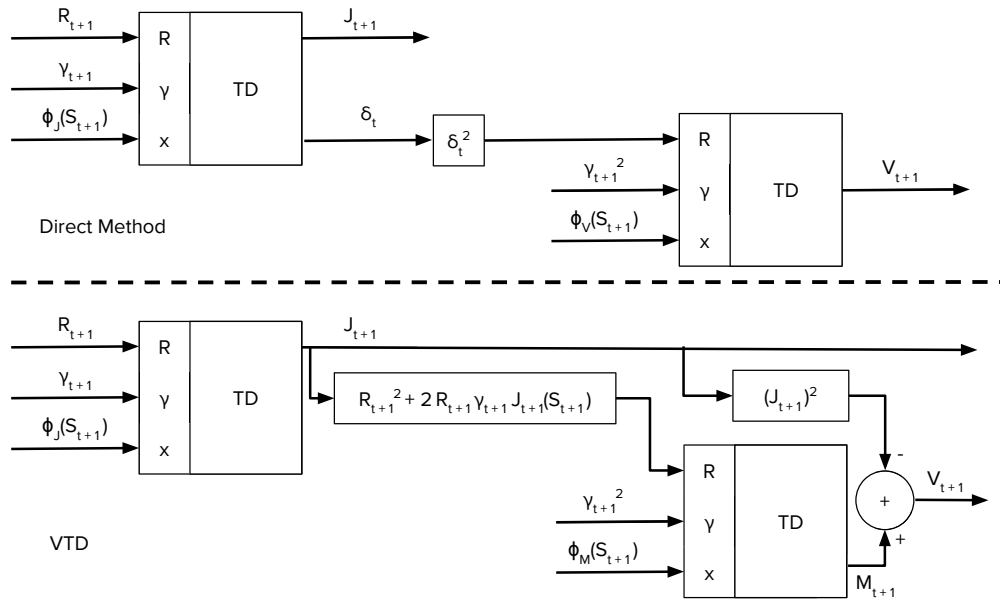 R_{t+1}
J_{t+1}
R
γ_{t+1}
γ
TD
ϕ_J(S_{t+1})
x
δ_t
δ_t^2
R
γ_{t+1}^2
γ
TD
V_{t+1}
ϕ_V(S_{t+1})
x
Direct Method
R_{t+1}
J_{t+1}
R
γ_{t+1}
γ
TD
R_{t+1}^2 + 2 R_{t+1} γ_{t+1} J_{t+1}(S_{t+1})
(J_{t+1})^2
ϕ_J(S_{t+1})
x
-
R
V_{t+1}
+
γ_{t+1}^2
γ
TD
+
ϕ_M(S_{t+1})
x
M_{t+1}
VTD